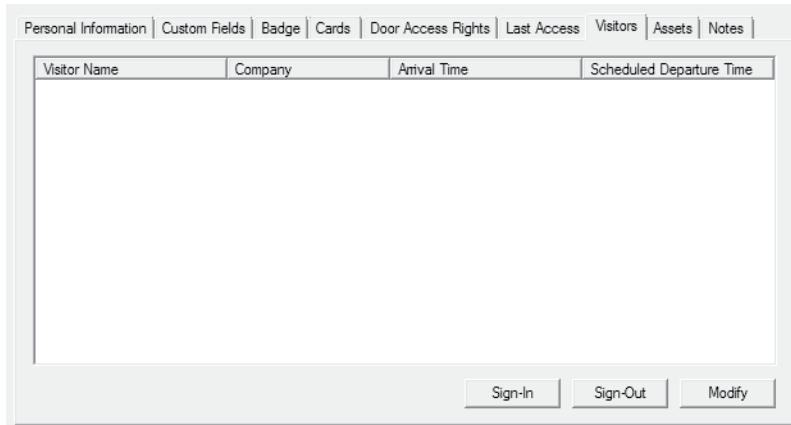 Personal Information Custom Fields Badge Cards Door Access Rights Last Access Visitors Assets Notes
Visitor Name Company Arrival Time Scheduled Departure Time
Sign-In Sign-Out Modify